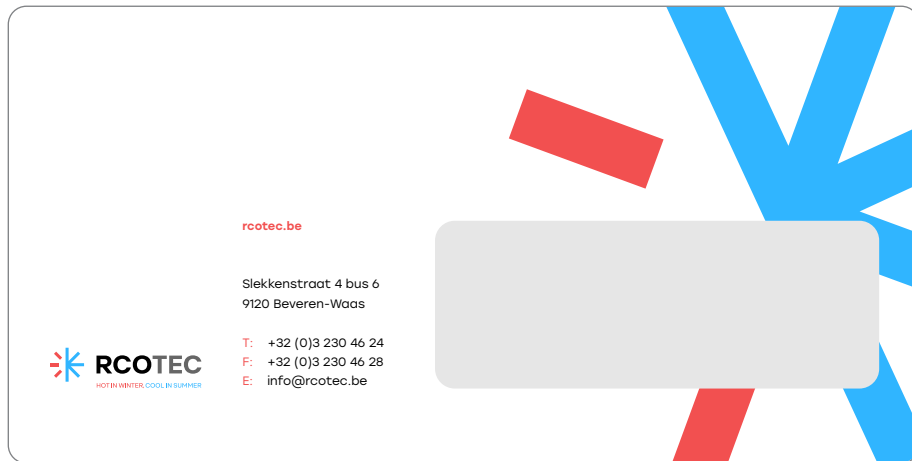 rcotec.be
Slekkenstraat 4 bus 6
9120 Beveren-Waas
T: +32 (0)3 230 46 24
F: +32 (0)3 230 46 28
E: info@rcotec.be
RCOTEC
HOT IN WINTER, COOL IN SUMMER